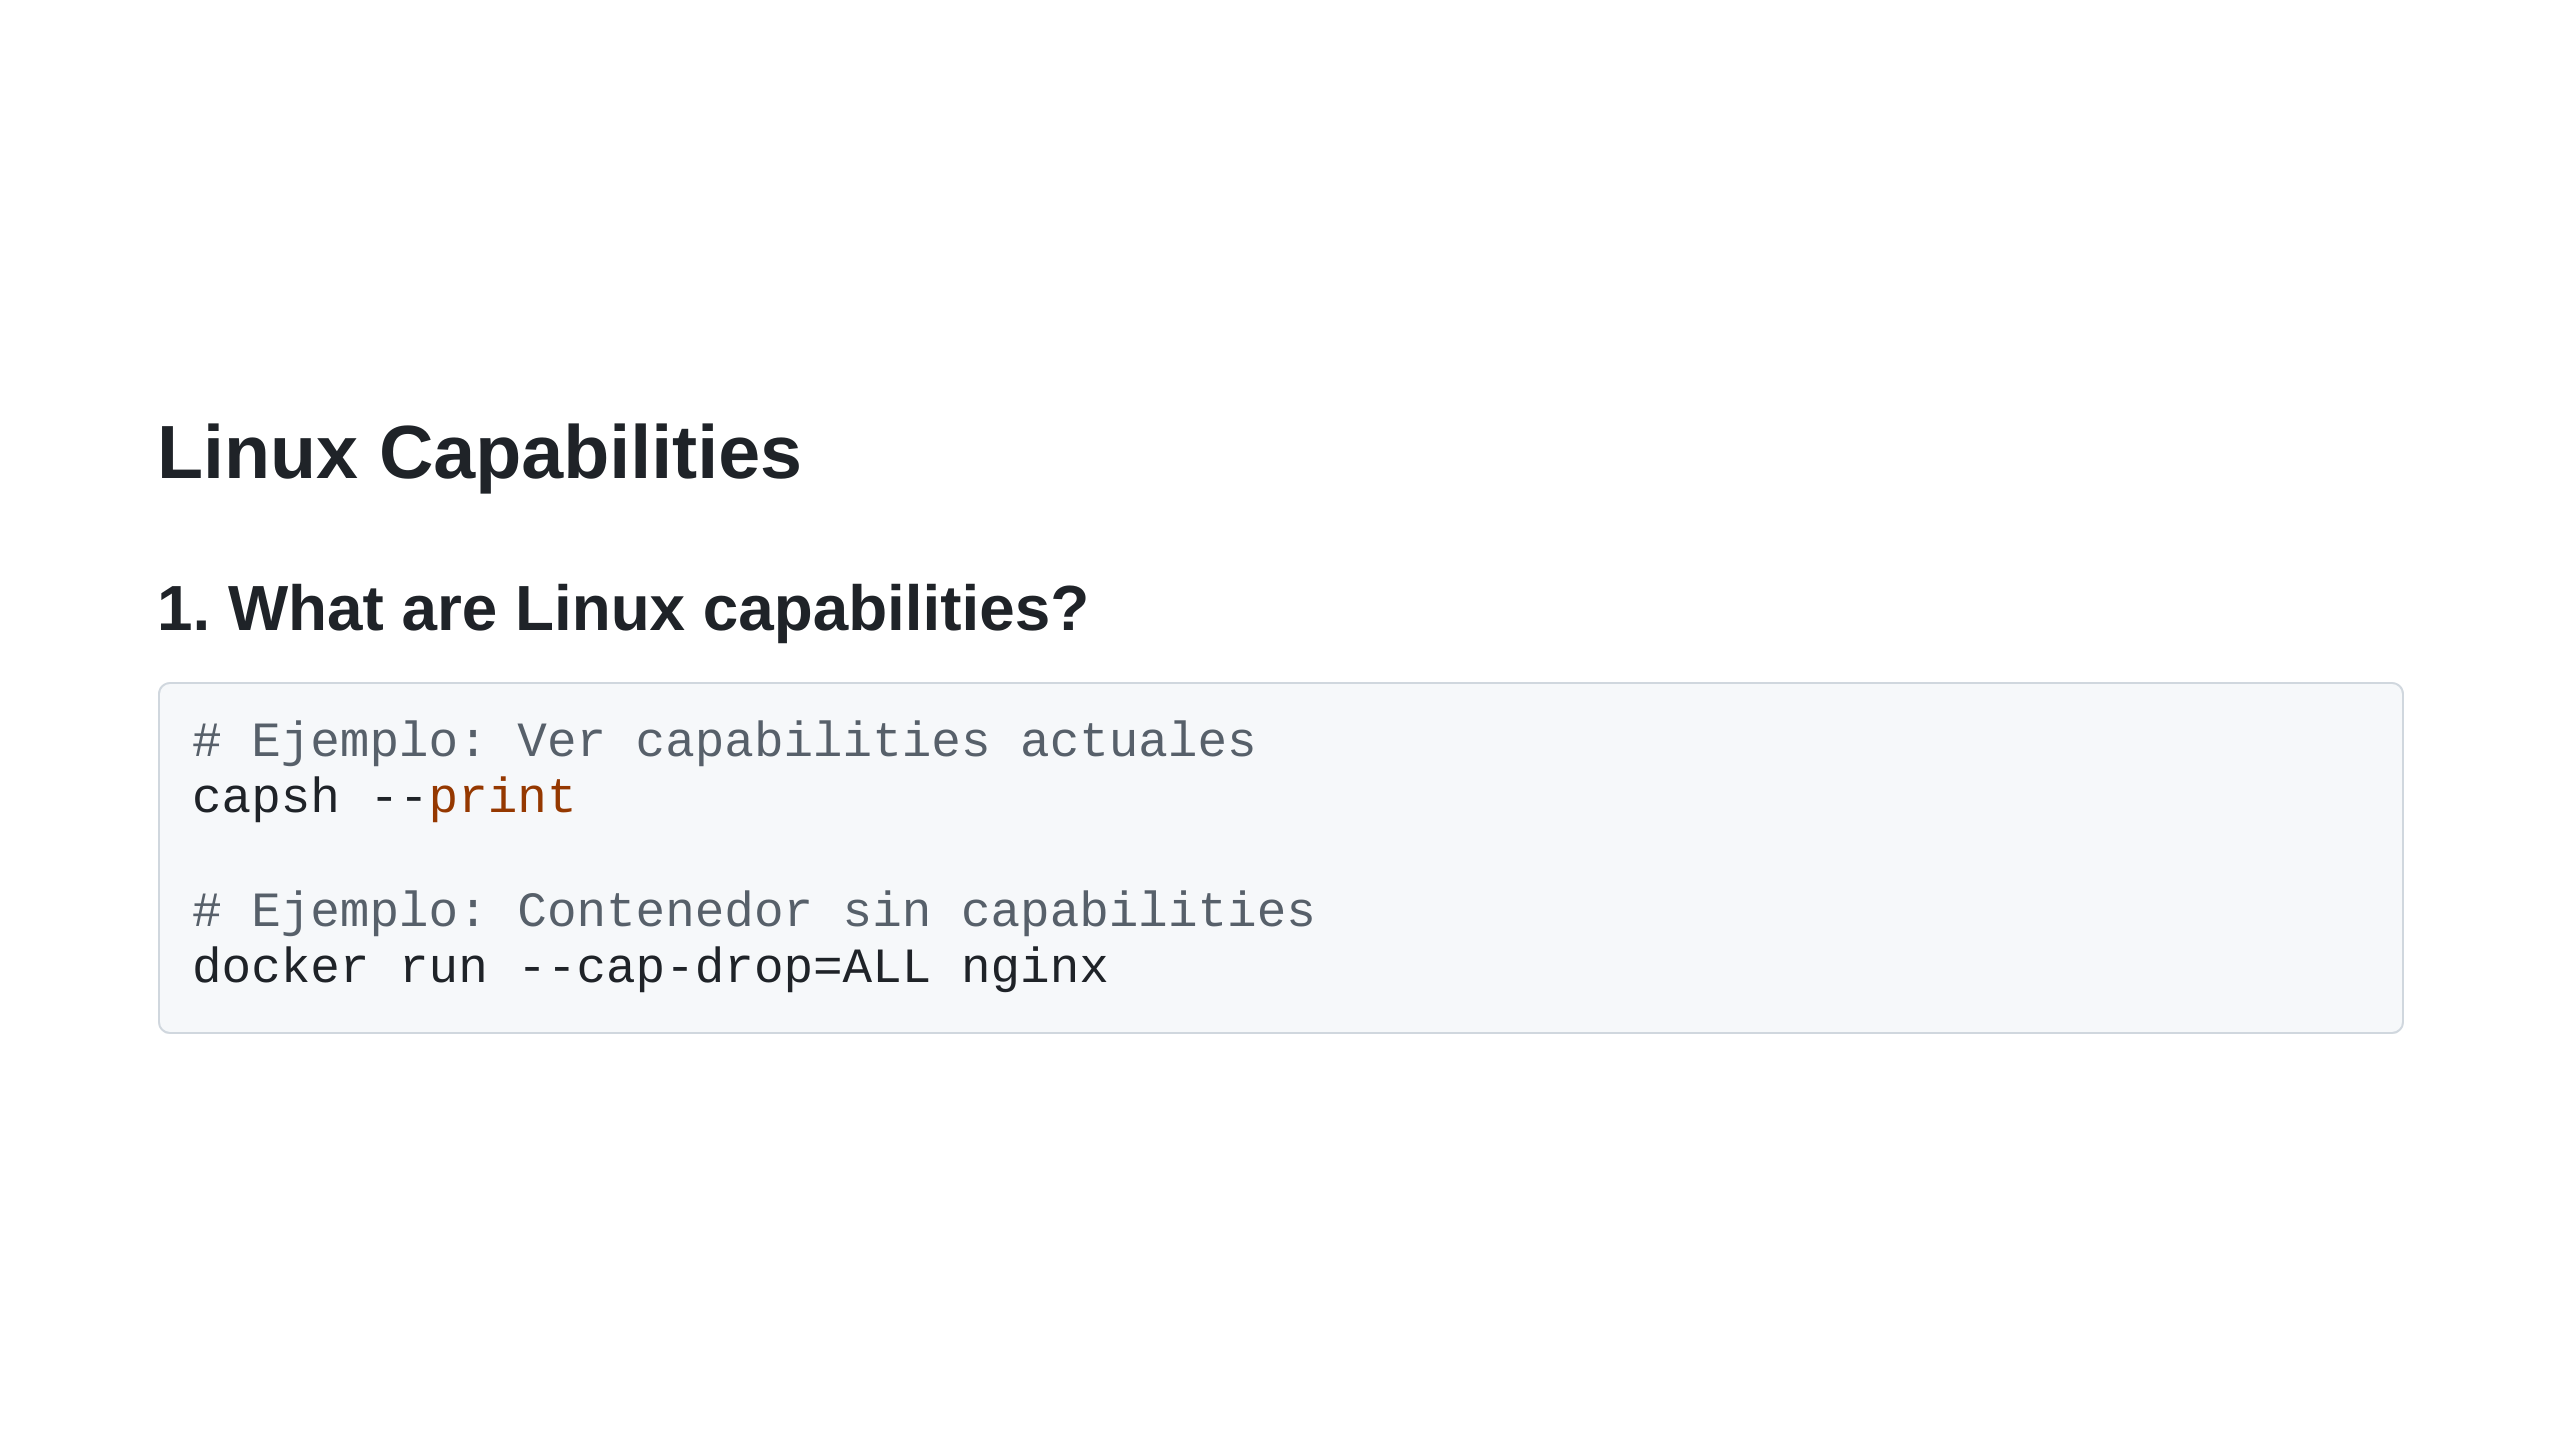 Linux Capabilities
1. What are Linux capabilities?
# Ejemplo: Ver capabilities actuales
capsh --print
# Ejemplo: Contenedor sin capabilities
docker run --cap-drop=ALL nginx